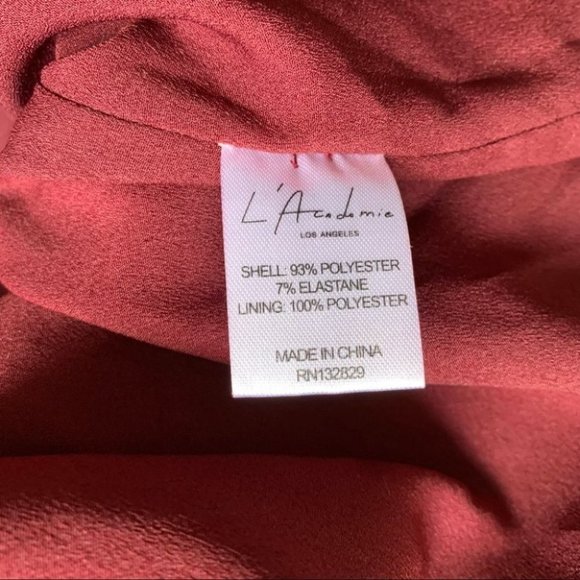 L'Academie
LOS ANGELES
SHELL: 93% POLYESTER
7% ELASTANE
LINING: 100% POLYESTER
MADE IN CHINA
RN132829